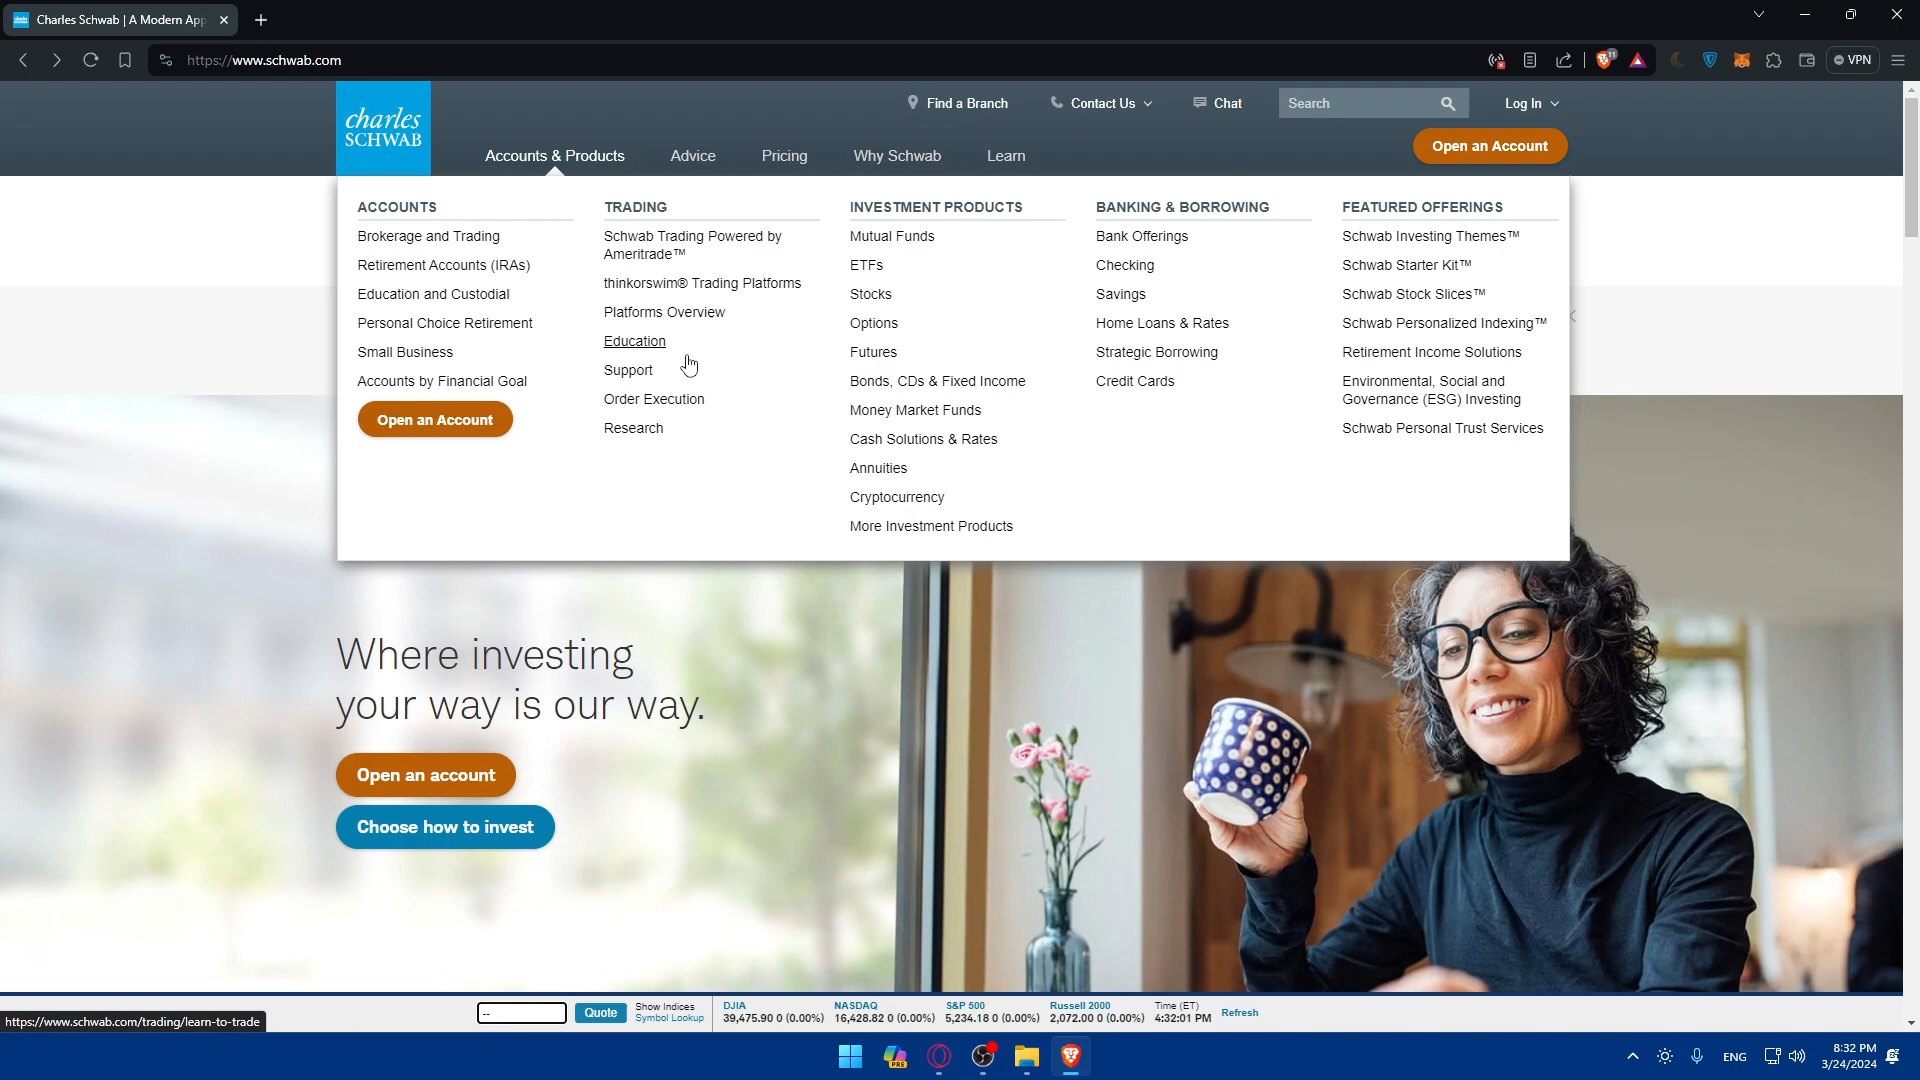 Charles Schwab | A Modern App
https://www.schwab.com
11
VPN
charles
SCHWAB
Find a Branch
Contact Us
Chat
Search
Log In
Accounts & Products
Advice
Pricing
Why Schwab
Learn
Open an Account
ACCOUNTS
Brokerage and Trading
Retirement Accounts (IRAs)
Education and Custodial
Personal Choice Retirement
Small Business
Accounts by Financial Goal
Open an Account
TRADING
Schwab Trading Powered by
Ameritrade™
thinkorswim® Trading Platforms
Platforms Overview
Education
Support
Order Execution
Research
INVESTMENT PRODUCTS
Mutual Funds
ETFs
Stocks
Options
Futures
Bonds, CDs & Fixed Income
Money Market Funds
Cash Solutions & Rates
Annuities
Cryptocurrency
More Investment Products
BANKING & BORROWING
Bank Offerings
Checking
Savings
Home Loans & Rates
Strategic Borrowing
Credit Cards
FEATURED OFFERINGS
Schwab Investing Themes™
Schwab Starter Kit™
Schwab Stock Slices™
Schwab Personalized Indexing™
Retirement Income Solutions
Environmental, Social and
Governance (ESG) Investing
Schwab Personal Trust Services
Where investing
your way is our way.
Open an account
Choose how to invest
https://www.schwab.com/trading/learn-to-trade
--
Quote
Show Indices
Symbol Lookup
DJIA
39,475.90 0 (0.00%)
NASDAQ
16,428.82 0 (0.00%)
S&P 500
5,234.18 0 (0.00%)
Russell 2000
2,072.00 0 (0.00%)
Time (ET)
4:32:01 PM
Refresh
PRE
ENG
8:32 PM
3/24/2024